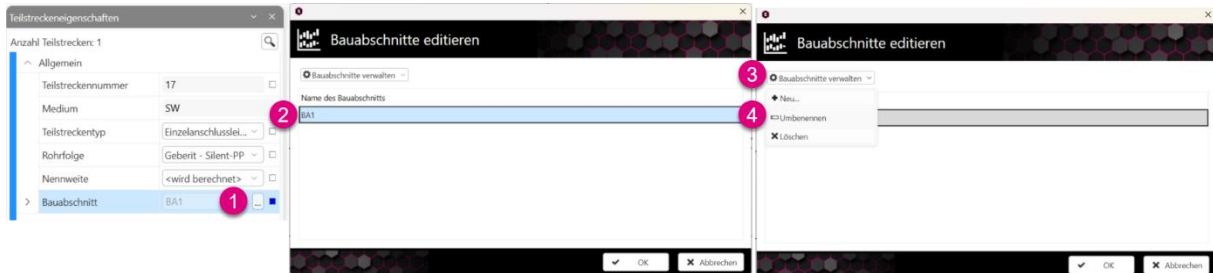 Teilstreckeneigenschaften
Anzahl Teilstrecken: 1
Allgemein
Teilstreckennummer 17
Medium SW
Teilstreckentyp Einzelanschlusslei...
Rohrfolge Geberit - Silent-PP
Nennweite <wird berechnet>
Bauabschnitt BA1 1 ...
Bauabschnitte editieren
Bauabschnitte verwalten
Name des Bauabschnitts
2 BA1
OK Abbrechen
Bauabschnitte editieren
3 Bauabschnitte verwalten
Neu...
4 Umbenennen
Löschen
OK Abbrechen